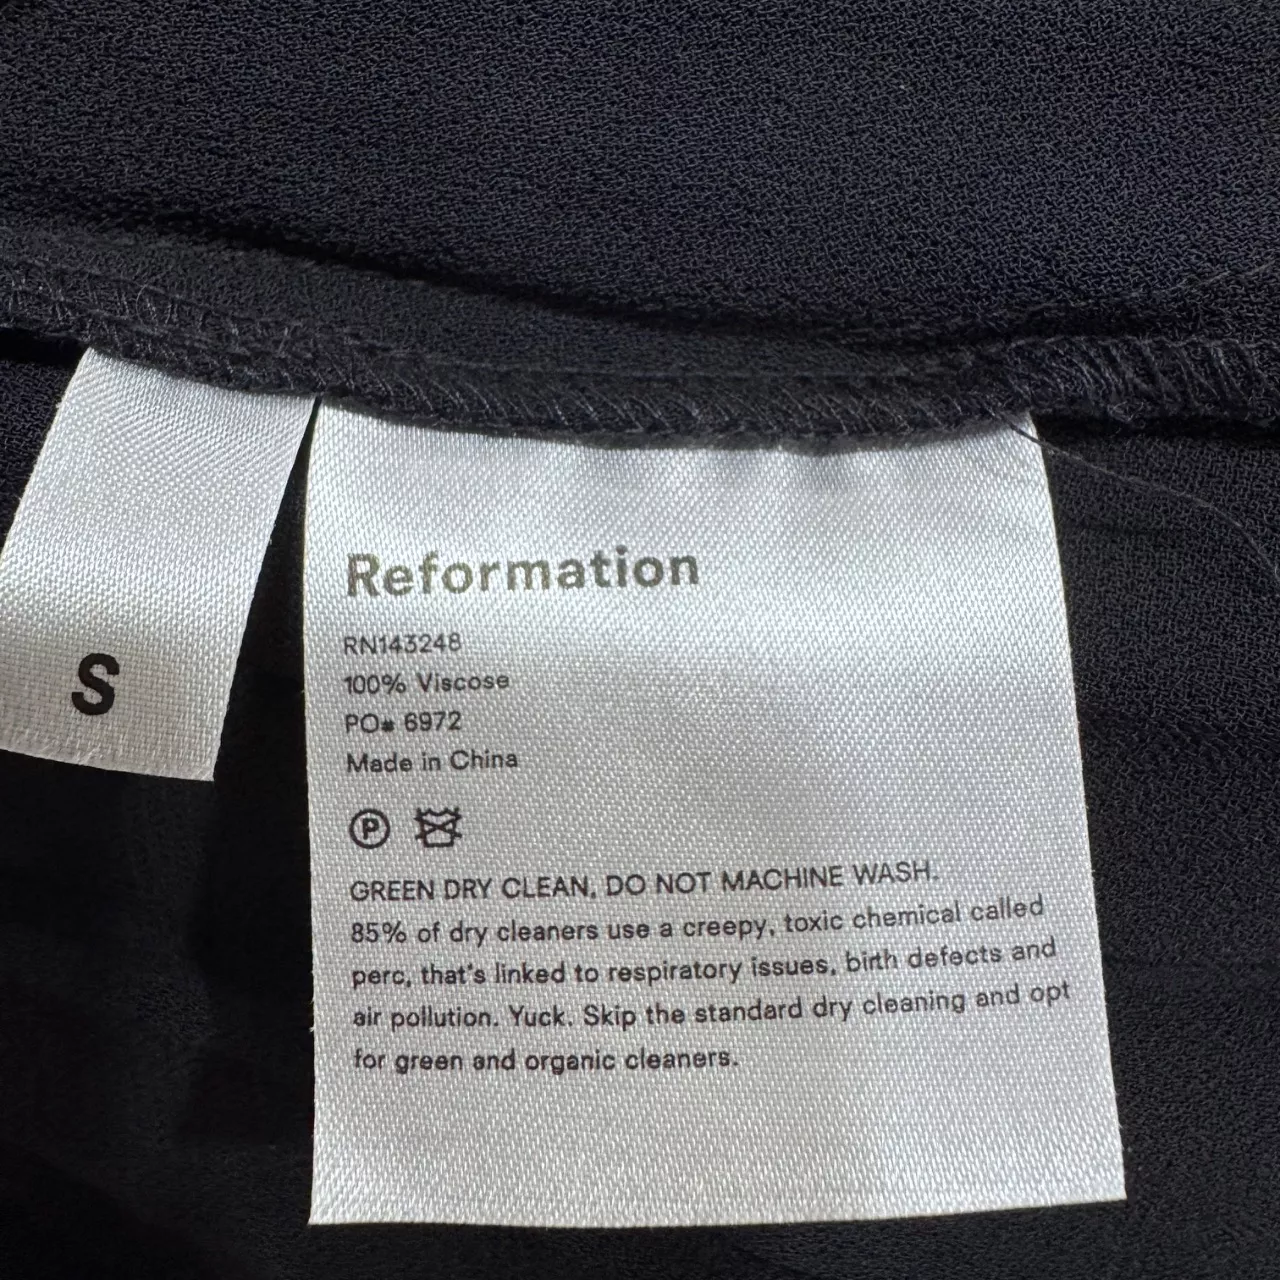 S
Reformation
RN143248
100% Viscose
PO# 6972
Made in China
P
GREEN DRY CLEAN, DO NOT MACHINE WASH.
85% of dry cleaners use a creepy, toxic chemical called
perc, that's linked to respiratory issues, birth defects and
air pollution. Yuck. Skip the standard dry cleaning and opt
for green and organic cleaners.